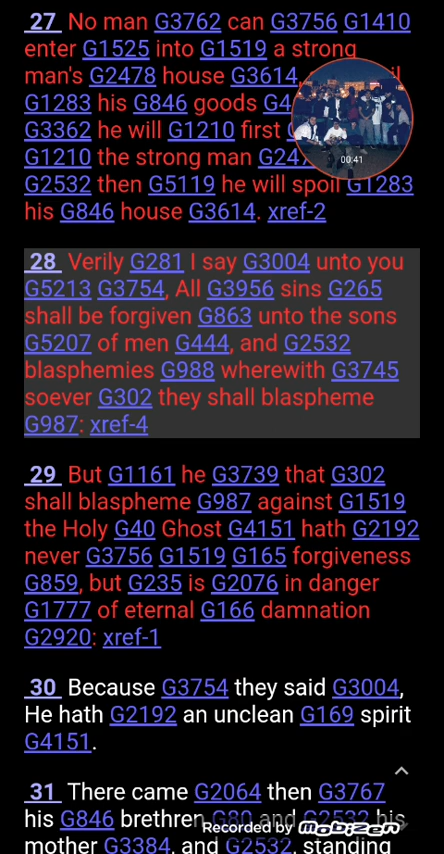 27 No man G3762 can G3756 G1410
enter G1525 into G1519 a strong
man's G2478 house G3614,
G1283 his G846 goods
G3362 he will G1210 first
G1210 the strong man
G2532 then G5119 he will spoil G1283
his G846 house G3614. xref-2
28 Verily G281 I say G3004 unto you
G5213 G3754, All G3956 sins G265
shall be forgiven G863 unto the sons
G5207 of men G444, and G2532
blasphemies G988 wherewith G3745
soever G302 they shall blaspheme
G987: xref-4
29 But G1161 he G3739 that G302
shall blaspheme G987 against G1519
the Holy G40 Ghost G4151 hath G2192
never G3756 G1519 G165 forgiveness
G859, but G235 is G2076 in danger
G1777 of eternal G166 damnation
G2920: xref-1
30 Because G3754 they said G3004,
He hath G2192 an unclean G169 spirit
G4151.
31 There came G2064 then G3767
his G846 brethren G80 and G2532 his
mother G3384, and G2532, standing
00:41
Recorded by mobizen